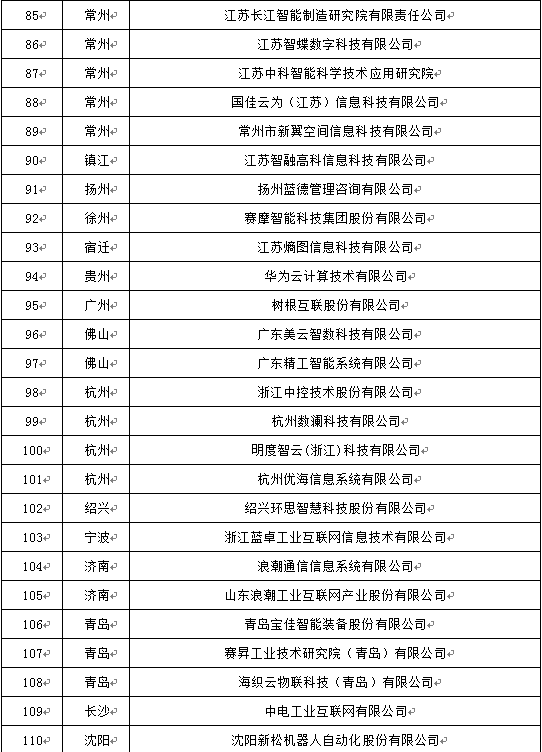 85 常州 江苏长江智能制造研究院有限责任公司
86 常州 江苏智蝶数字科技有限公司
87 常州 江苏中科智能科学技术应用研究院
88 常州 国佳云为（江苏）信息科技有限公司
89 常州 常州市新翼空间信息科技有限公司
90 镇江 江苏智融高科信息科技有限公司
91 扬州 扬州蓝德管理咨询有限公司
92 徐州 赛摩智能科技集团股份有限公司
93 宿迁 江苏熵图信息科技有限公司
94 贵州 华为云计算技术有限公司
95 广州 树根互联股份有限公司
96 佛山 广东美云智数科技有限公司
97 佛山 广东精工智能系统有限公司
98 杭州 浙江中控技术股份有限公司
99 杭州 杭州数澜科技有限公司
100 杭州 明度智云(浙江)科技有限公司
101 杭州 杭州优海信息系统有限公司
102 绍兴 绍兴环思智慧科技股份有限公司
103 宁波 浙江蓝卓工业互联网信息技术有限公司
104 济南 浪潮通信信息系统有限公司
105 济南 山东浪潮工业互联网产业股份有限公司
106 青岛 青岛宝佳智能装备股份有限公司
107 青岛 赛昇工业技术研究院（青岛）有限公司
108 青岛 海织云物联科技（青岛）有限公司
109 长沙 中电工业互联网有限公司
110 沈阳 沈阳新松机器人自动化股份有限公司